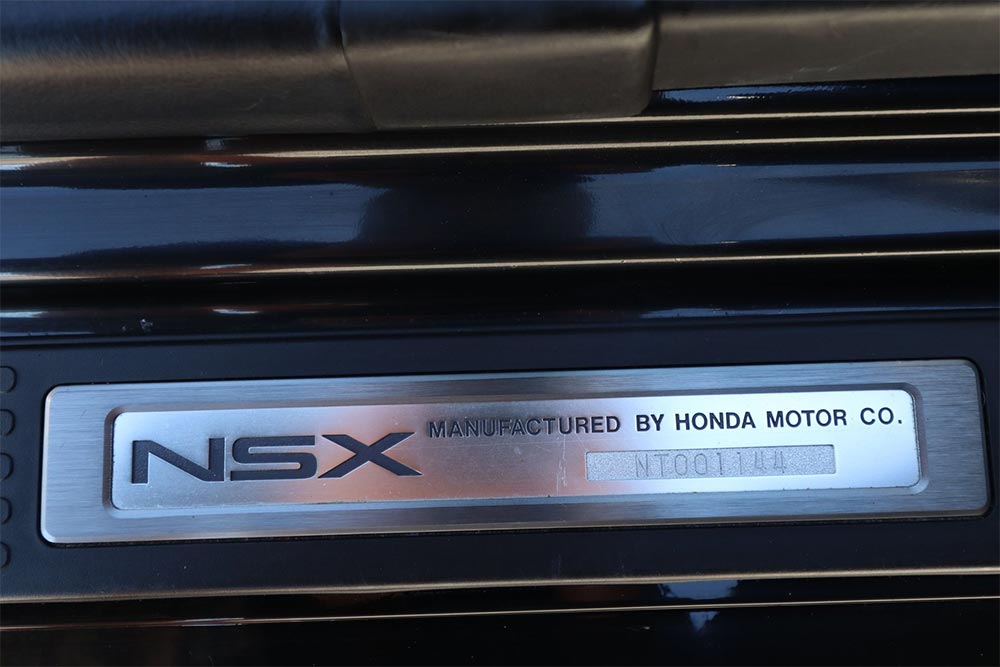 NSX
MANUFACTURED BY HONDA MOTOR CO.
NT001144